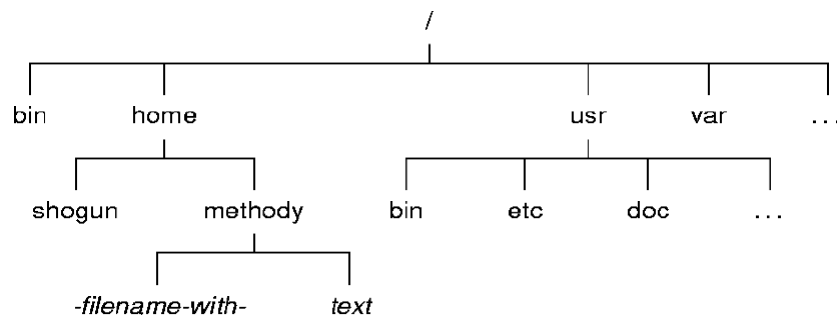 /
bin home usr var ...
shogun methody bin etc doc ...
-filename-with- text